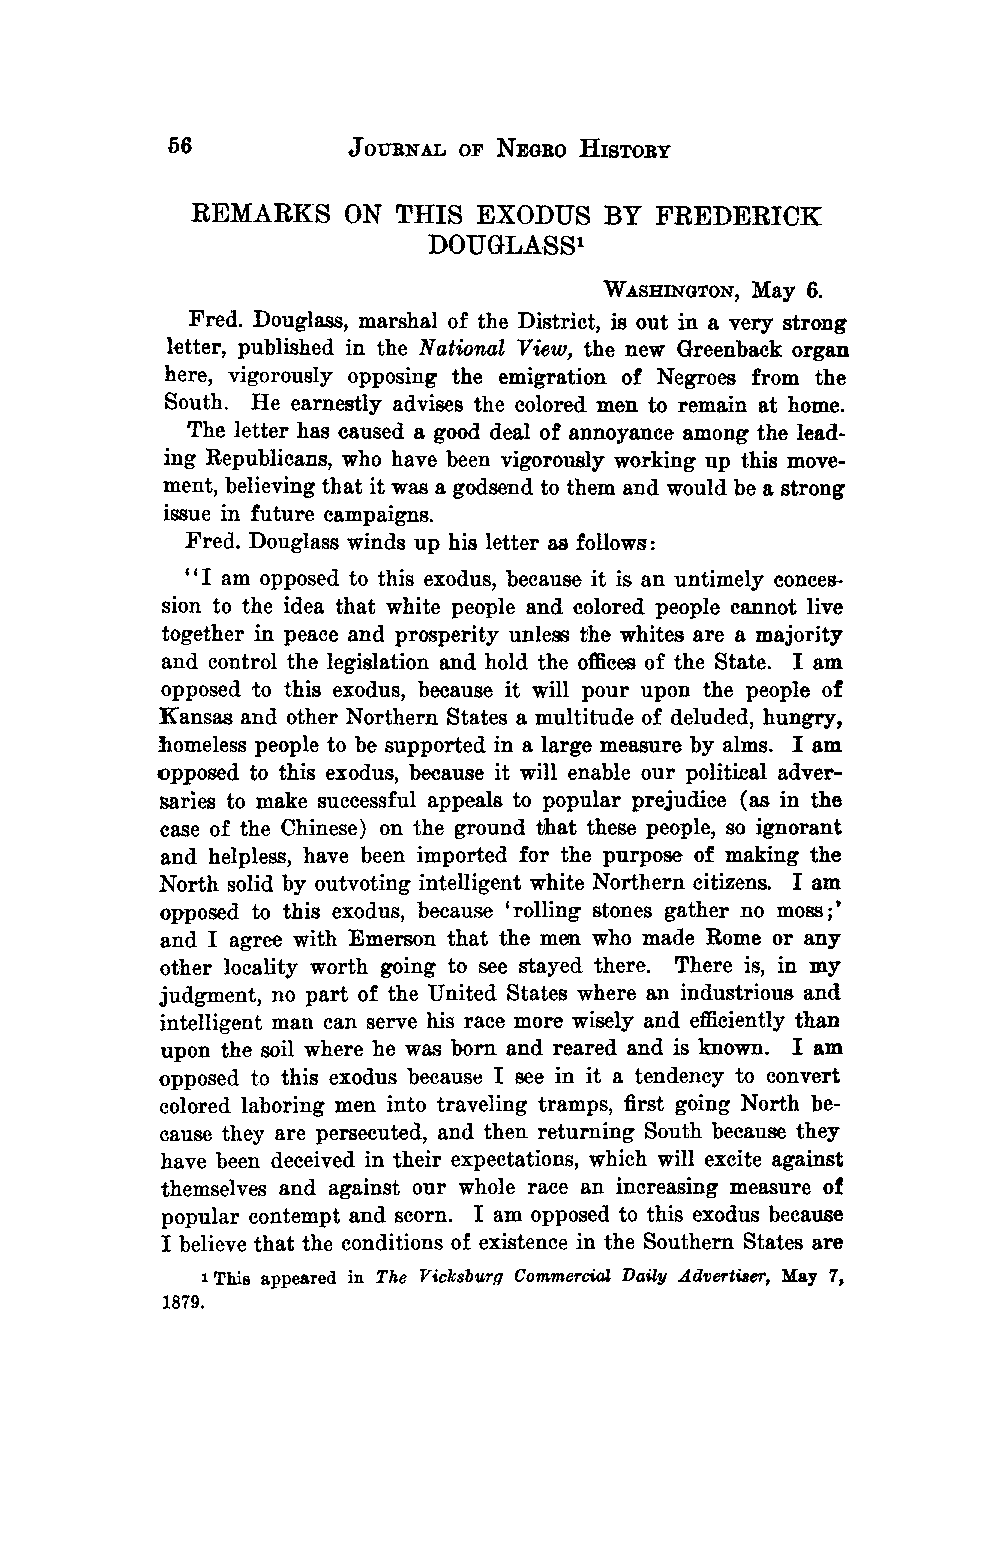 56 JOURNAL OF NEGRO HISTORY
REMARKS ON THIS EXODUS BY FREDERICK
DOUGLASS¹
WASHINGTON, May 6.
Fred. Douglass, marshal of the District, is out in a very strong
letter, published in the National View, the new Greenback organ
here, vigorously opposing the emigration of Negroes from the
South. He earnestly advises the colored men to remain at home.
The letter has caused a good deal of annoyance among the lead-
ing Republicans, who have been vigorously working up this move-
ment, believing that it was a godsend to them and would be a strong
issue in future campaigns.
Fred. Douglass winds up his letter as follows:
"I am opposed to this exodus, because it is an untimely conces-
sion to the idea that white people and colored people cannot live
together in peace and prosperity unless the whites are a majority
and control the legislation and hold the offices of the State. I am
opposed to this exodus, because it will pour upon the people of
Kansas and other Northern States a multitude of deluded, hungry,
homeless people to be supported in a large measure by alms. I am
opposed to this exodus, because it will enable our political adver-
saries to make successful appeals to popular prejudice (as in the
case of the Chinese) on the ground that these people, so ignorant
and helpless, have been imported for the purpose of making the
North solid by outvoting intelligent white Northern citizens. I am
opposed to this exodus, because 'rolling stones gather no moss;'
and I agree with Emerson that the men who made Rome or any
other locality worth going to see stayed there. There is, in my
judgment, no part of the United States where an industrious and
intelligent man can serve his race more wisely and efficiently than
upon the soil where he was born and reared and is known. I am
opposed to this exodus because I see in it a tendency to convert
colored laboring men into traveling tramps, first going North be-
cause they are persecuted, and then returning South because they
have been deceived in their expectations, which will excite against
themselves and against our whole race an increasing measure of
popular contempt and scorn. I am opposed to this exodus because
I believe that the conditions of existence in the Southern States are
¹ This appeared in The Vicksburg Commercial Daily Advertiser, May 7,
1879.